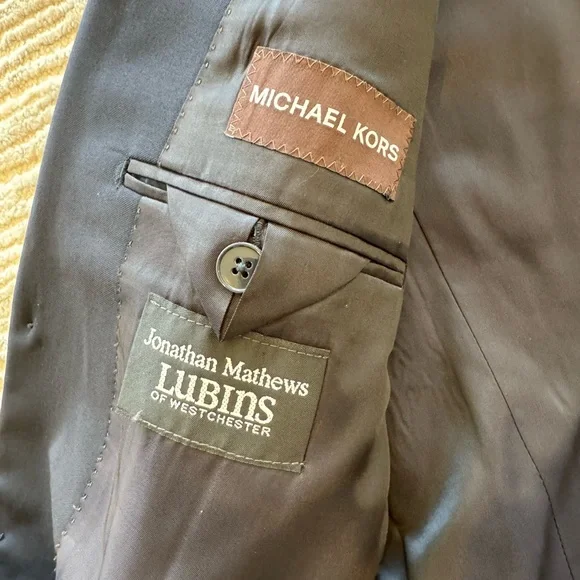 MICHAEL KORS
Jonathan Mathews
LUBINS
OF WESTCHESTER